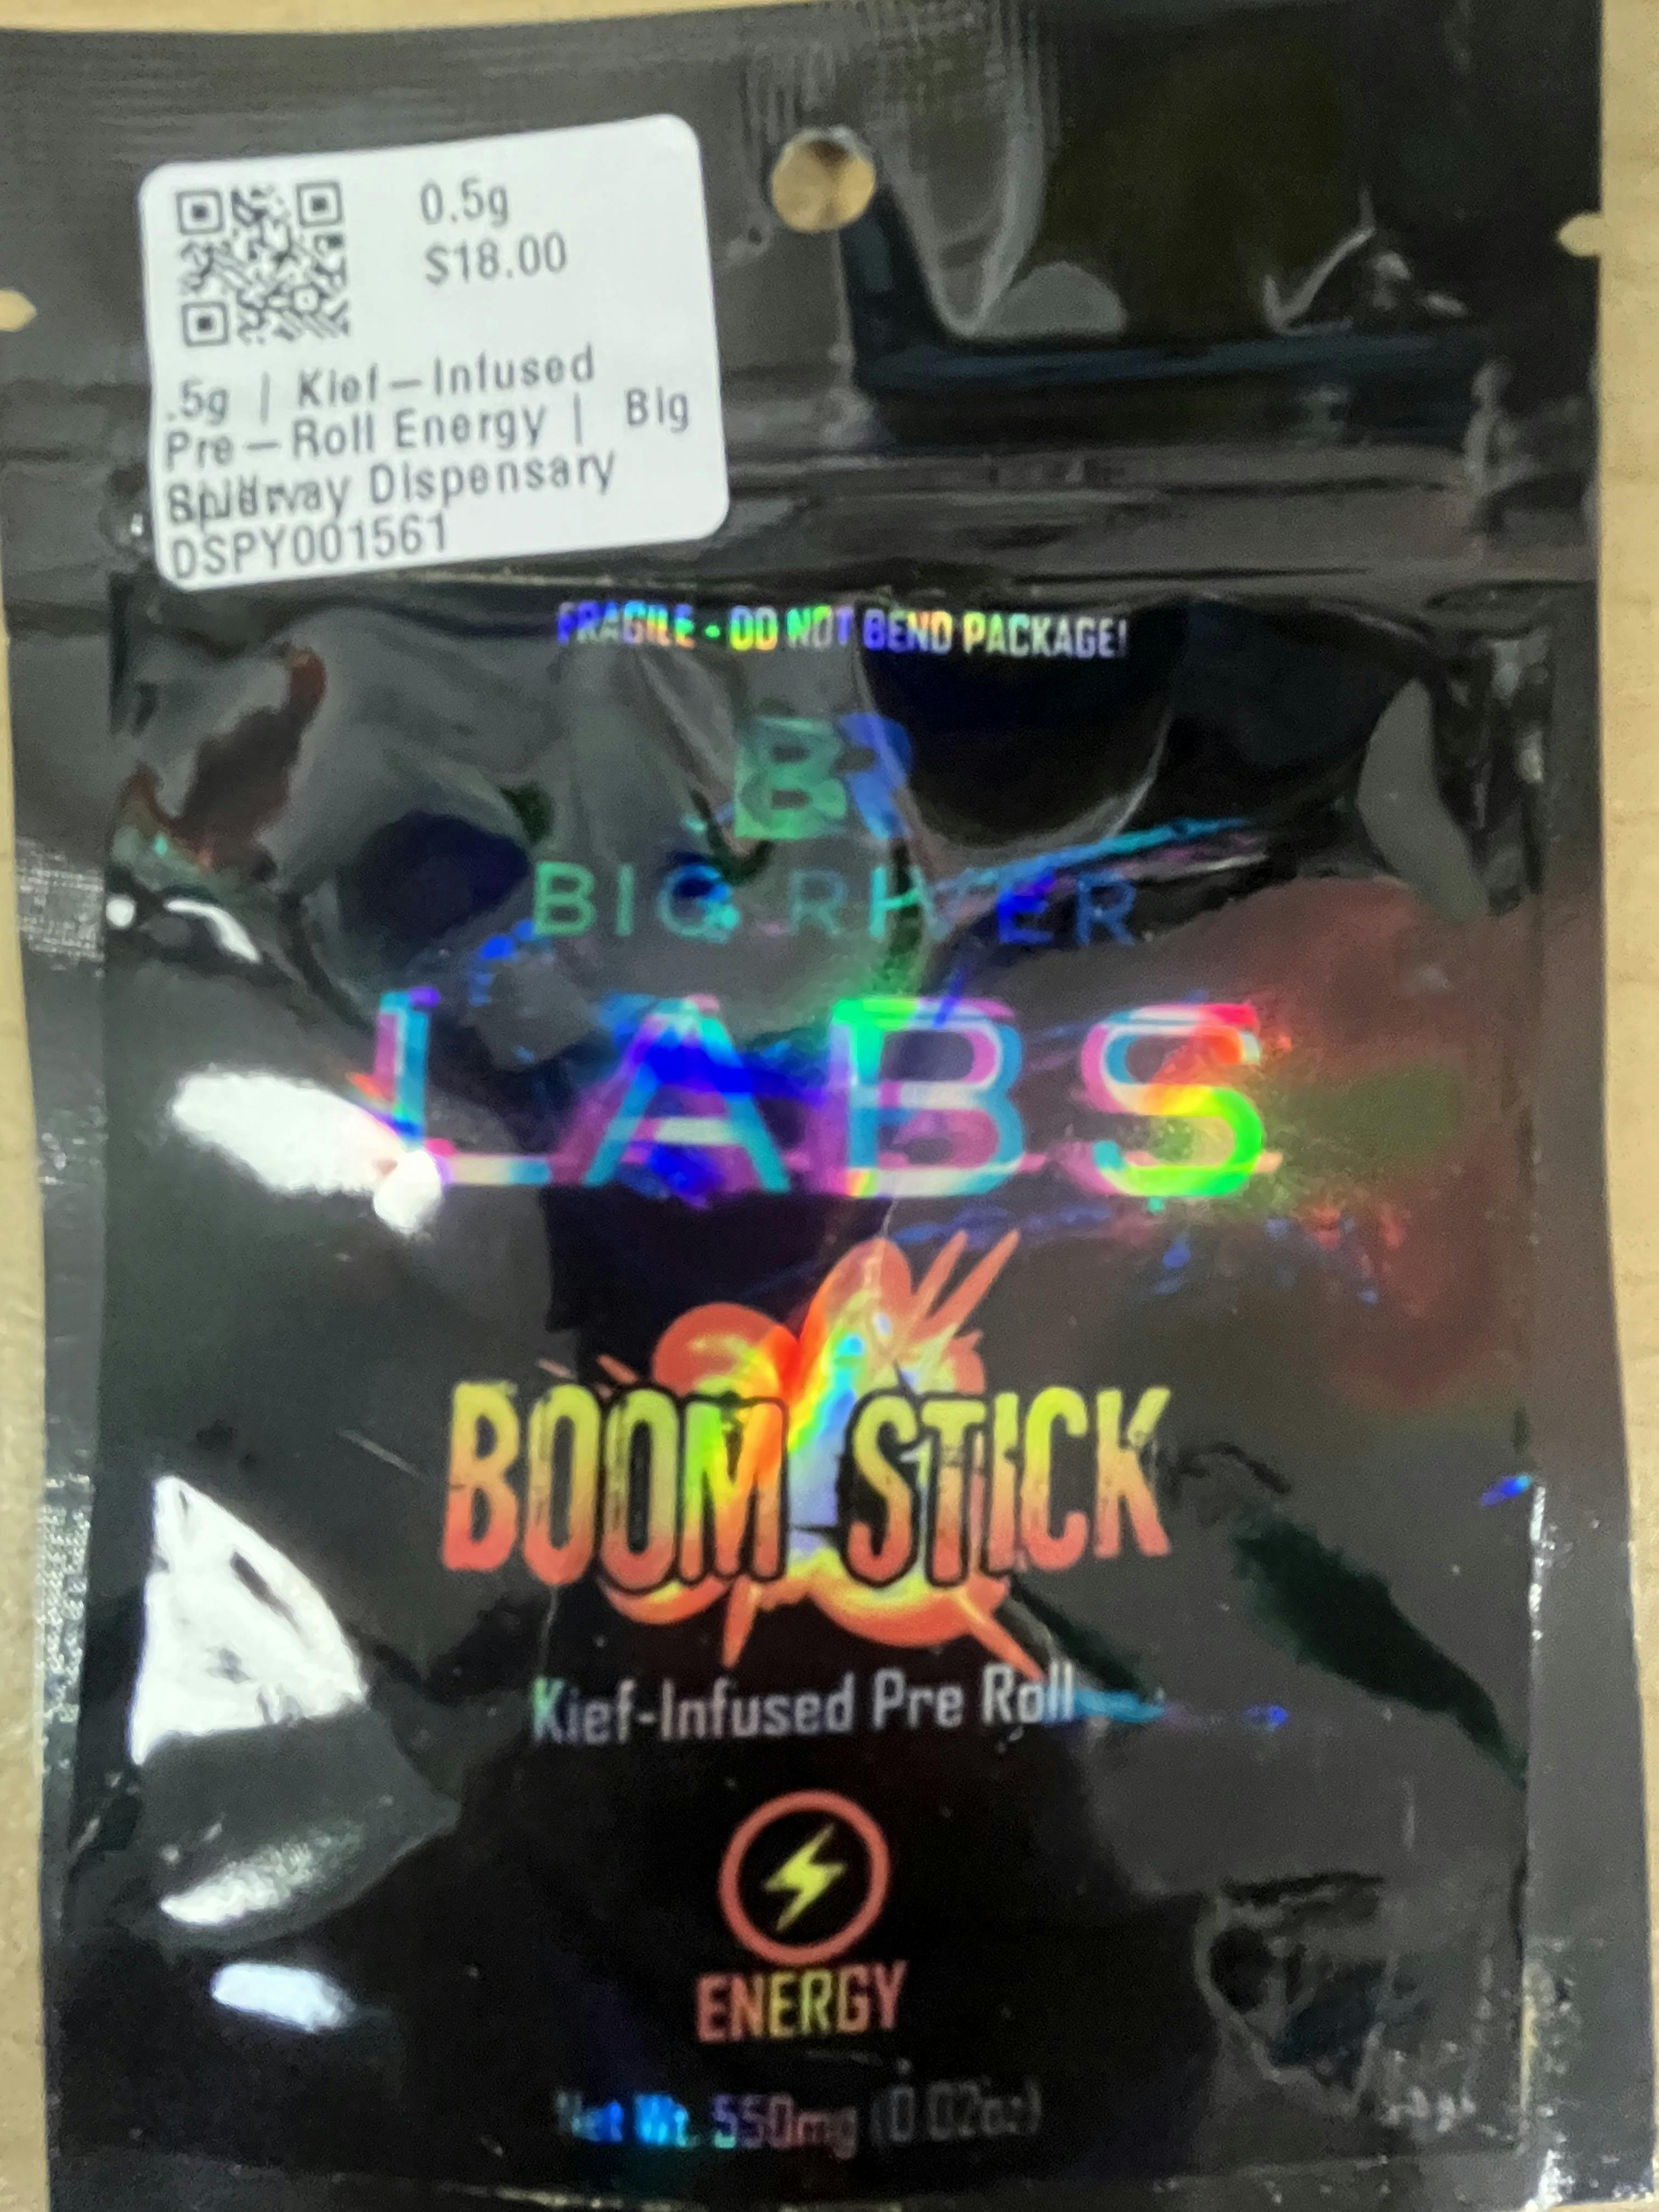 0.5g
$18.00
.5g | Kief-Infused
Pre-Roll Energy | Big
Dispensary
DSPY001561
FRAGILE - DO NOT BEND PACKAGE!
BR
BIG RIVER
LABS
BOOM STICK
Kief-Infused Pre Roll
ENERGY
Net Wt. 550mg (0.02oz)